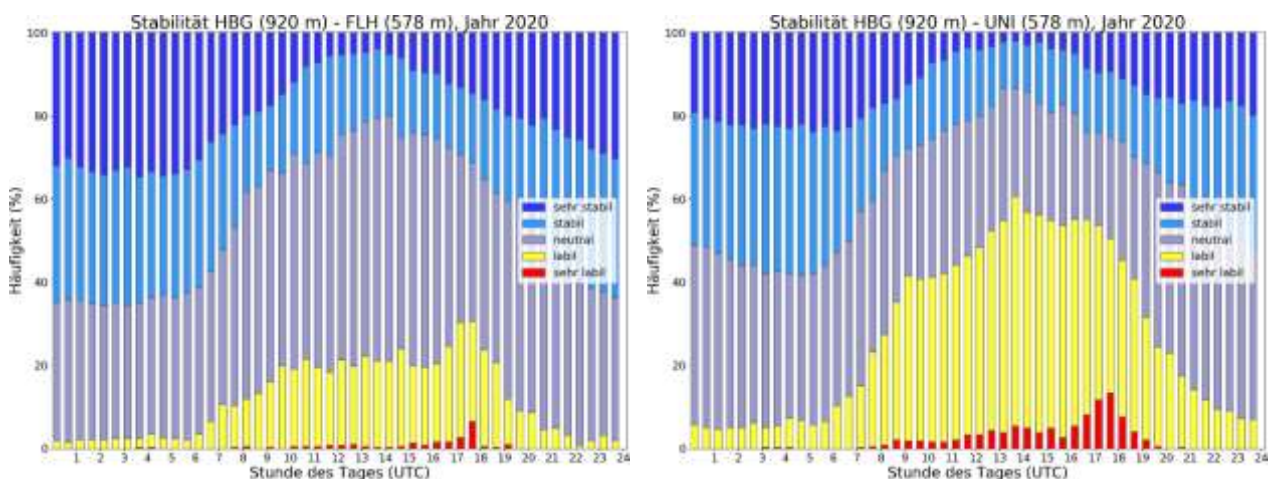 Stabilität HBG (920 m) - FLH (578 m), Jahr 2020
100
80
60
40
20
0
Häufigkeit (%)
sehr stabil
stabil
neutral
labil
sehr labil
1 2 3 4 5 6 7 8 9 10 11 12 13 14 15 16 17 18 19 20 21 22 23 24
Stunde des Tages (UTC)
Stabilität HBG (920 m) - UNI (578 m), Jahr 2020
100
80
60
40
20
0
Häufigkeit (%)
sehr stabil
stabil
neutral
labil
sehr labil
1 2 3 4 5 6 7 8 9 10 11 12 13 14 15 16 17 18 19 20 21 22 23 24
Stunde des Tages (UTC)